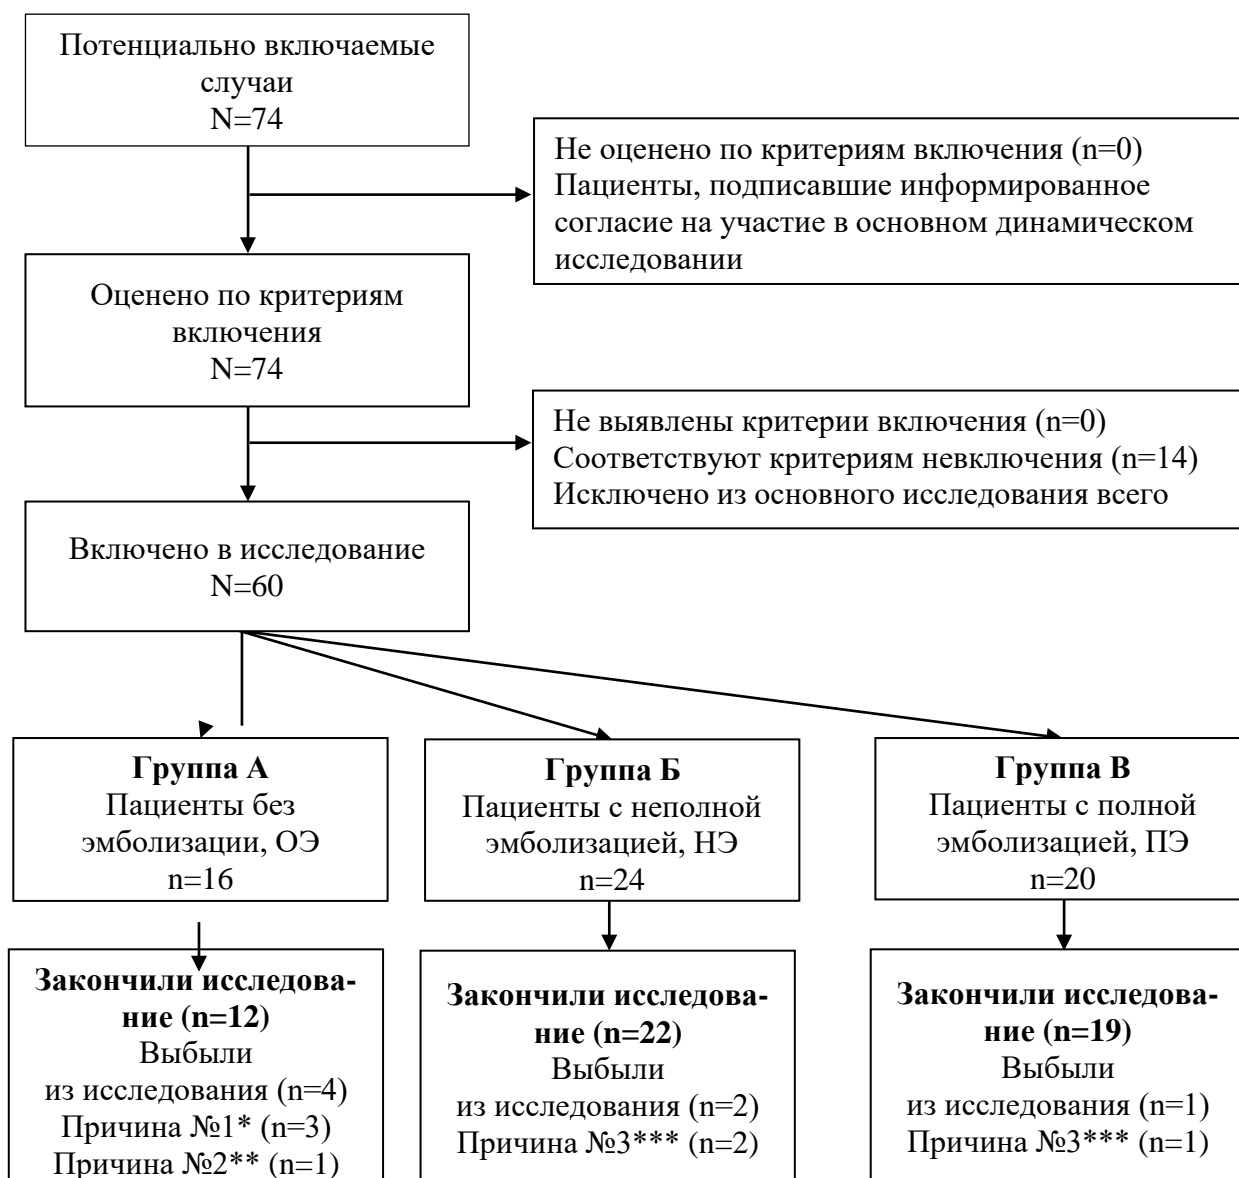 Потенциально включаемые
случаи
N=74
Не оценено по критериям включения (n=0)
Пациенты, подписавшие информированное
согласие на участие в основном динамическом
исследовании
Оценено по критериям
включения
N=74
Не выявлены критерии включения (n=0)
Соответствуют критериям невключения (n=14)
Исключено из основного исследования всего
Включено в исследование
N=60
Группа А
Пациенты без
эмболизации, ОЭ
n=16
Группа Б
Пациенты с неполной
эмболизацией, НЭ
n=24
Группа В
Пациенты с полной
эмболизацией, ПЭ
n=20
Закончили исследова-
ние (n=12)
Выбыли
из исследования (n=4)
Причина №1* (n=3)
Причина №2** (n=1)
Закончили исследова-
ние (n=22)
Выбыли
из исследования (n=2)
Причина №3*** (n=2)
Закончили исследова-
ние (n=19)
Выбыли
из исследования (n=1)
Причина №3*** (n=1)